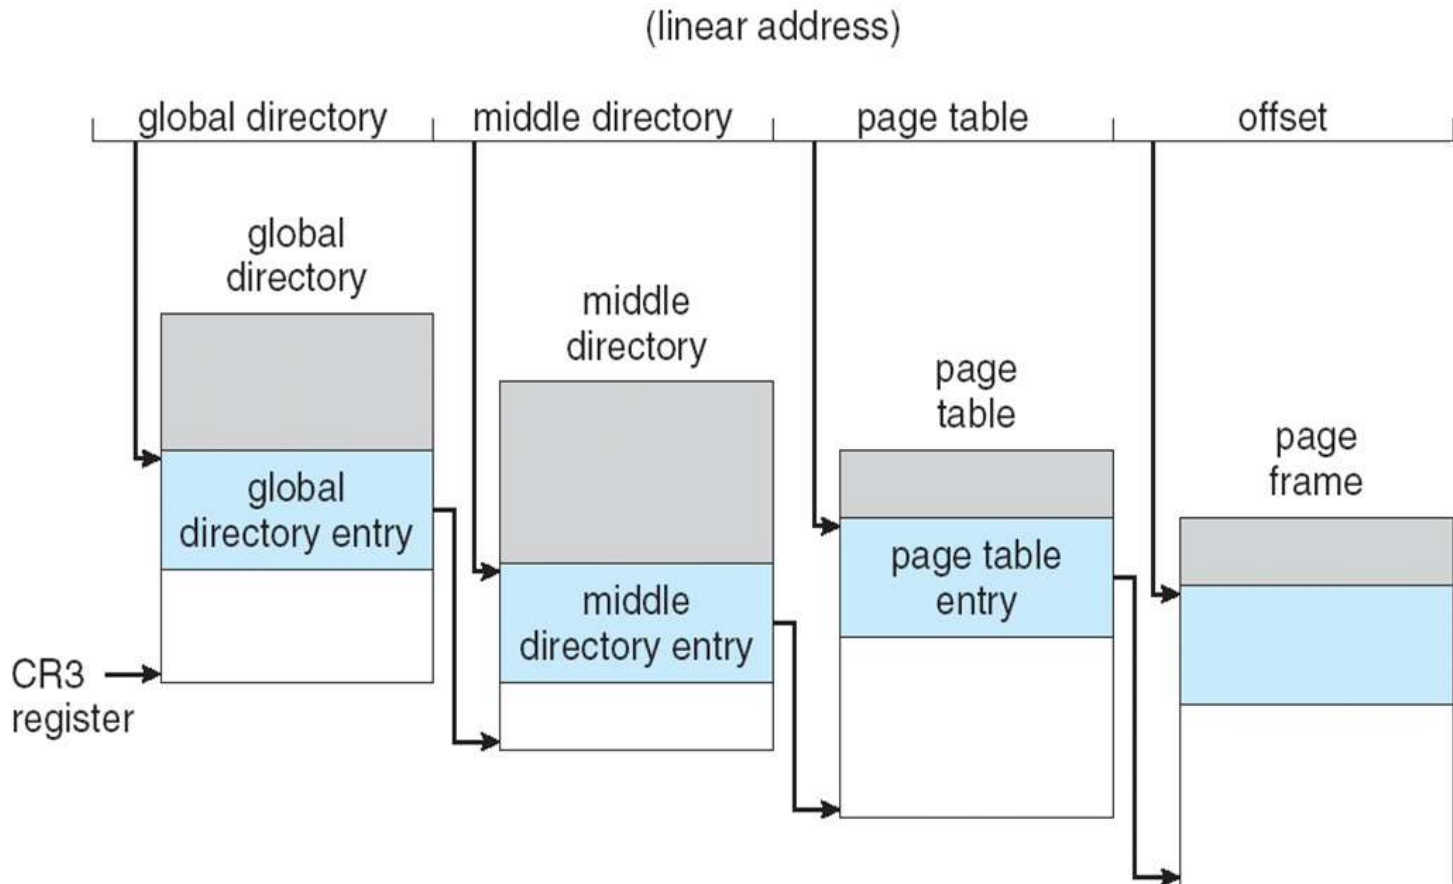 (linear address)
global directory
middle directory
page table
offset
global
directory
middle
directory
page
table
page
frame
global
directory entry
middle
directory entry
page table
entry
CR3
register